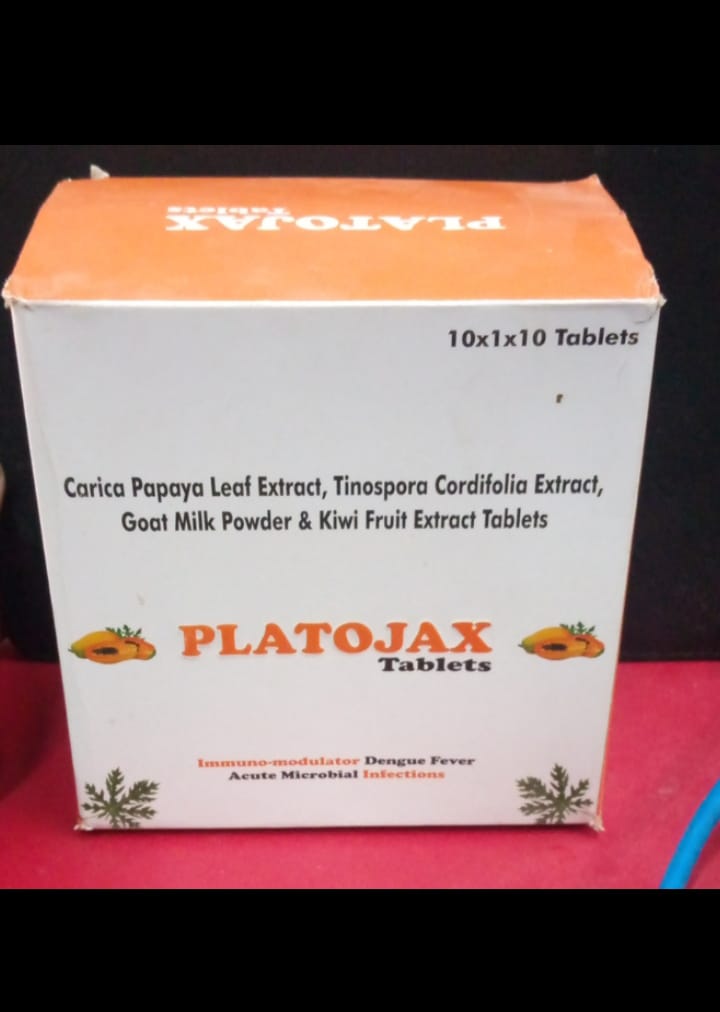 PLATOJAX
Tablets
10x1x10 Tablets
Carica Papaya Leaf Extract, Tinospora Cordifolia Extract,
Goat Milk Powder & Kiwi Fruit Extract Tablets
PLATOJAX
Tablets
Immuno-modulator Dengue Fever
Acute Microbial Infections